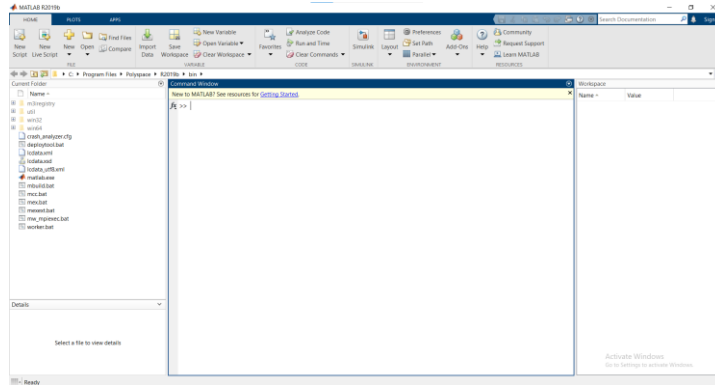 MATLAB R2019b
HOME PLOTS APPS
Search Documentation
Sign
New Script
New Live Script
New
Open
Find Files
Compare
Import Data
Save Workspace
New Variable
Open Variable
Clear Workspace
Favorites
Analyze Code
Run and Time
Clear Commands
Simulink
Layout
Preferences
Set Path
Parallel
Add-Ons
Help
Community
Request Support
Learn MATLAB
FILE VARIABLE CODE SIMULINK ENVIRONMENT RESOURCES
C: Program Files Polyspace R2019b bin
Current Folder
Name
m3iregistry
util
win32
win64
crash_analyzer.cfg
deploytool.bat
lcdata.xml
lcdata.xsd
lcdata_utf8.xml
matlab.exe
mbuild.bat
mcc.bat
mex.bat
mexext.bat
mw_mpiexec.bat
worker.bat
Details
Select a file to view details
Command Window
New to MATLAB? See resources for Getting Started.
fx >>
Workspace
Name Value
Activate Windows
Go to Settings to activate Windows.
Ready